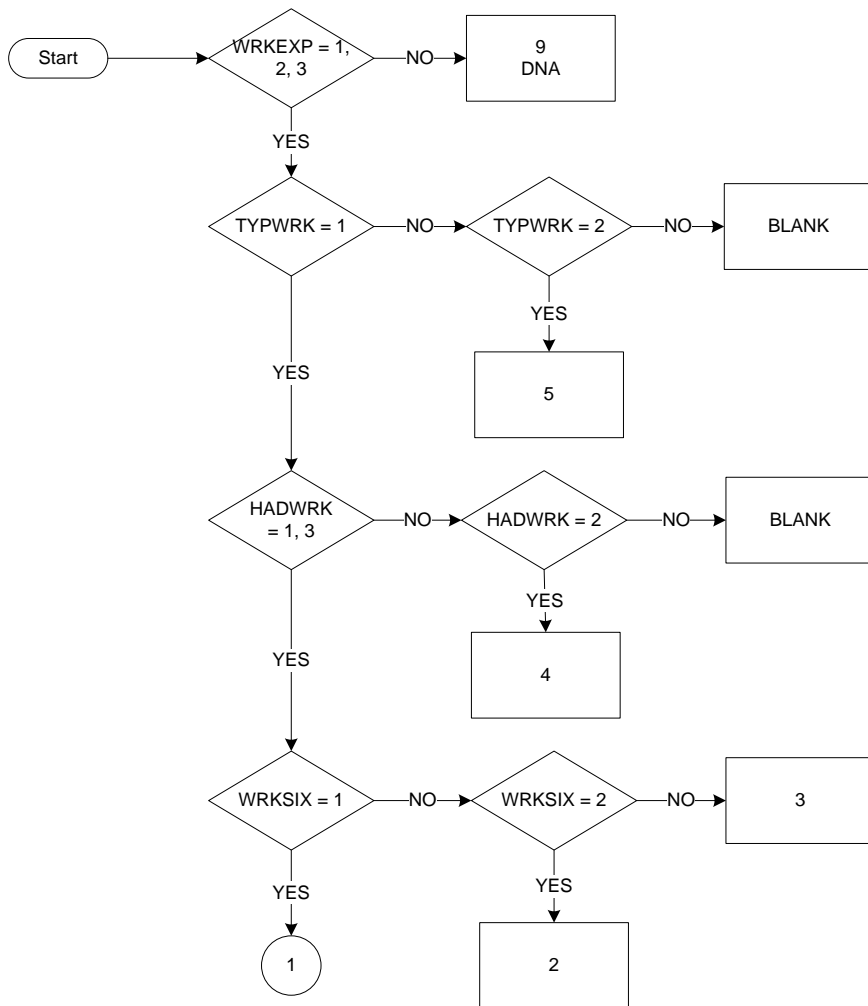 Start
WRKEXP = 1,
2, 3
NO
9
DNA
YES
TYPWRK = 1
NO
TYPWRK = 2
NO
BLANK
YES
5
YES
HADWRK
= 1, 3
NO
HADWRK = 2
NO
BLANK
YES
4
YES
WRKSIX = 1
NO
WRKSIX = 2
NO
3
YES
YES
1
2